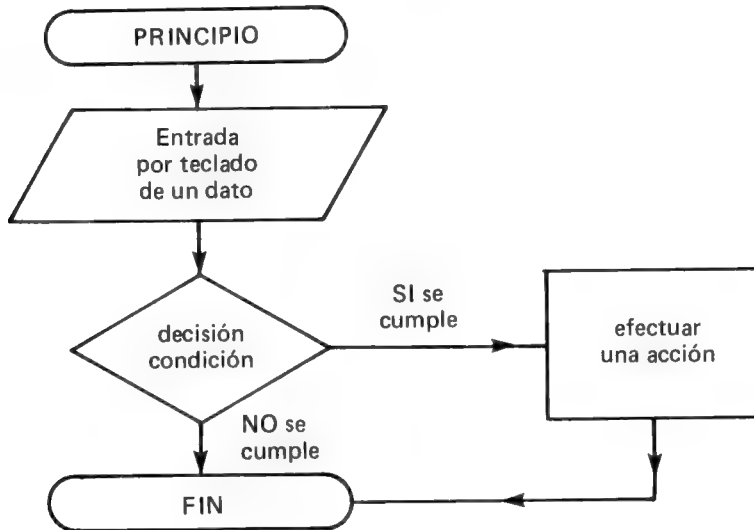 PRINCIPIO
Entrada
por teclado
de un dato
decisión
condición
SI se
cumple
efectuar
una acción
NO se
cumple
FIN